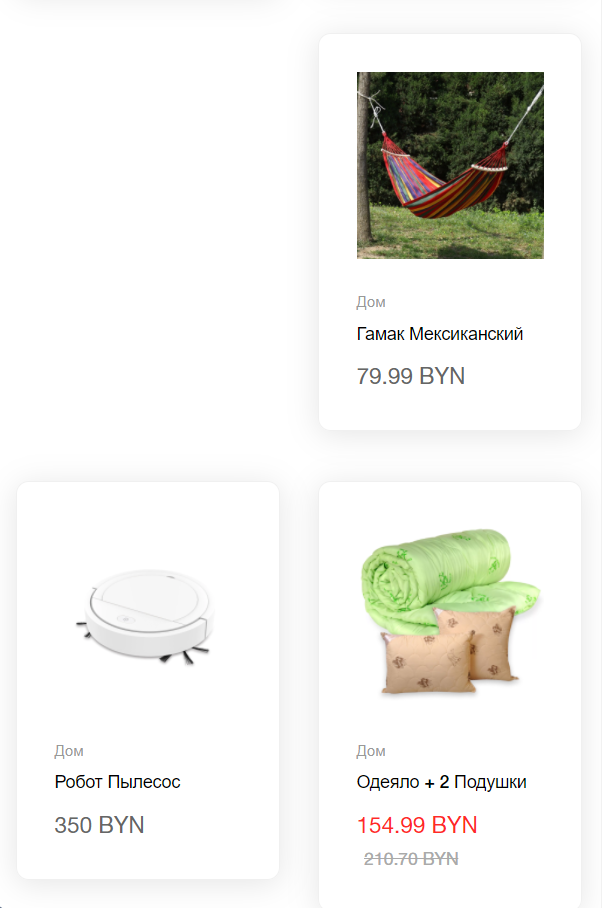 Дом
Гамак Мексиканский
79.99 BYN
Дом
Робот Пылесос
350 BYN
Дом
Одеяло + 2 Подушки
154.99 BYN
210.70 BYN